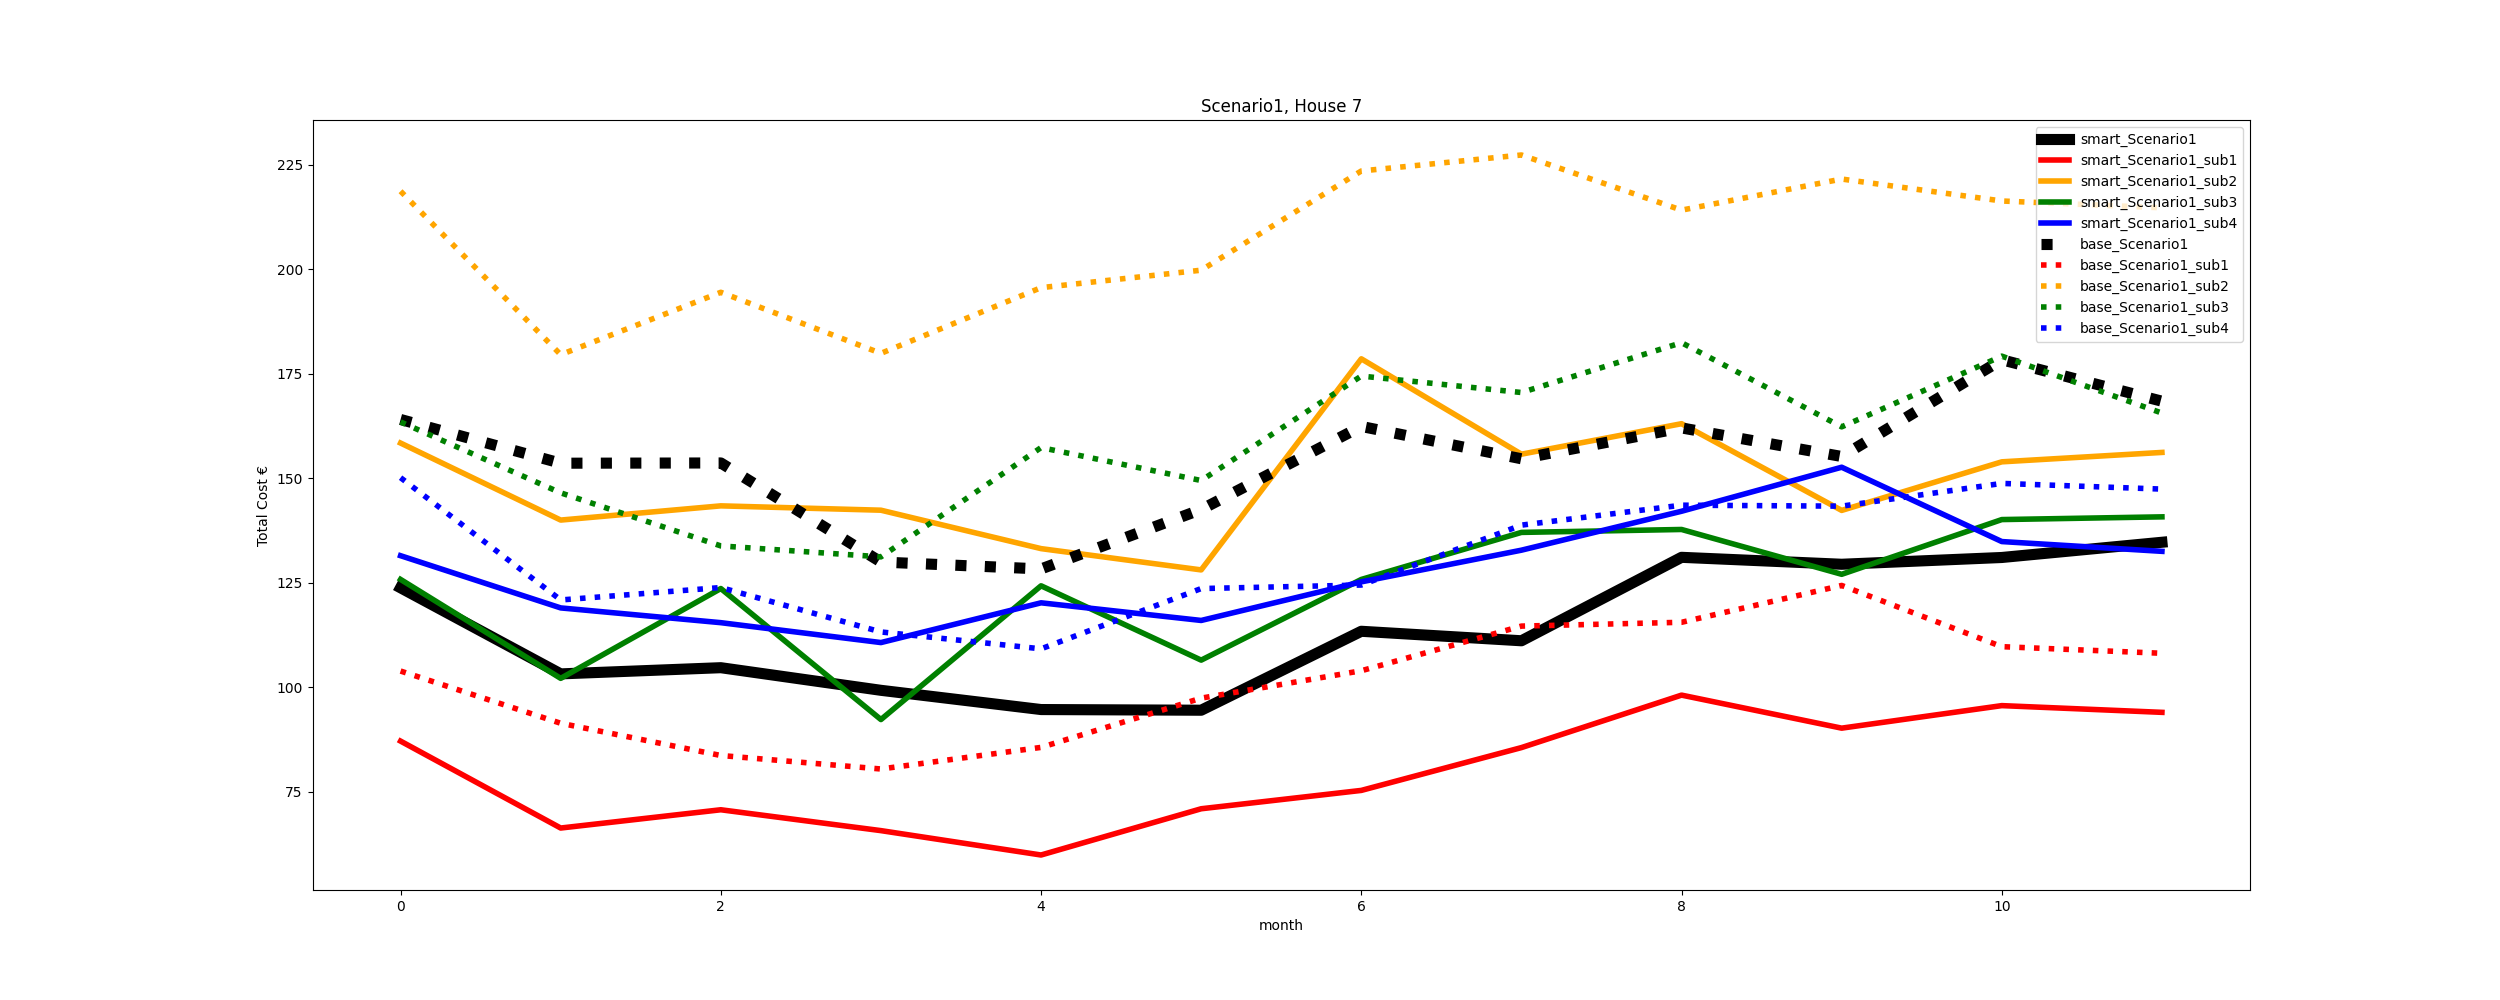 Scenario1, House 7
225
200
175
150
125
100
75
Total Cost €
0
2
4
6
8
10
month
smart_Scenario1
smart_Scenario1_sub1
smart_Scenario1_sub2
smart_Scenario1_sub3
smart_Scenario1_sub4
base_Scenario1
base_Scenario1_sub1
base_Scenario1_sub2
base_Scenario1_sub3
base_Scenario1_sub4